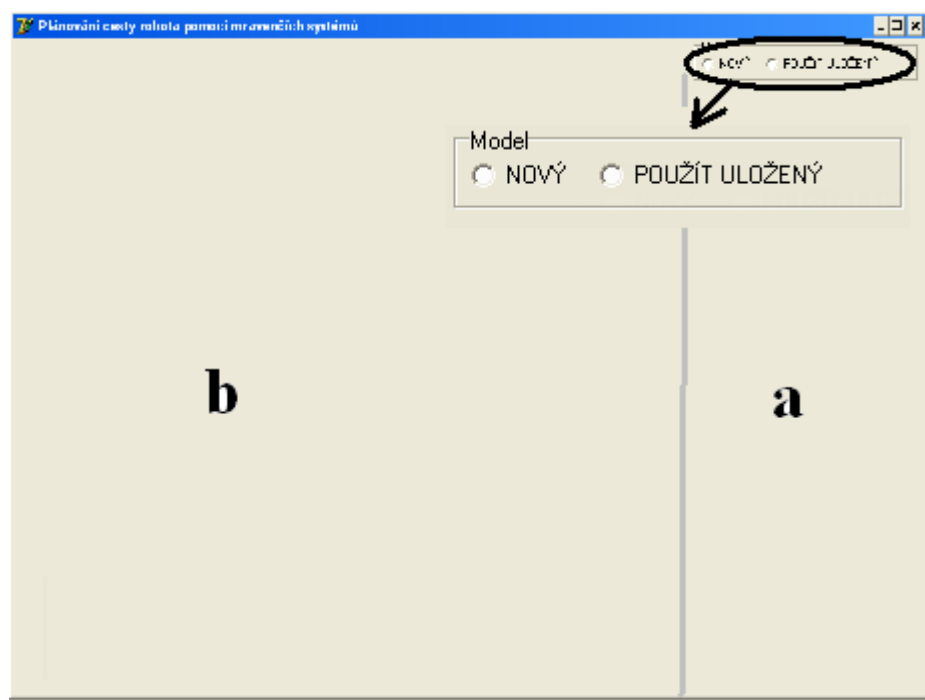 Plánování cesty robota pomocí mravenčích systémů
NOVÝ POUŽÍT ULOŽENÝ
Model
NOVÝ POUŽÍT ULOŽENÝ
b
a